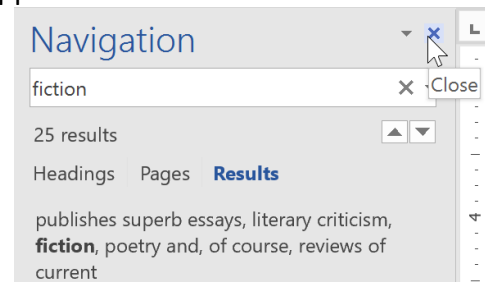 Navigation
fiction
Close
25 results
Headings Pages Results
publishes superb essays, literary criticism,
fiction, poetry and, of course, reviews of
current
4